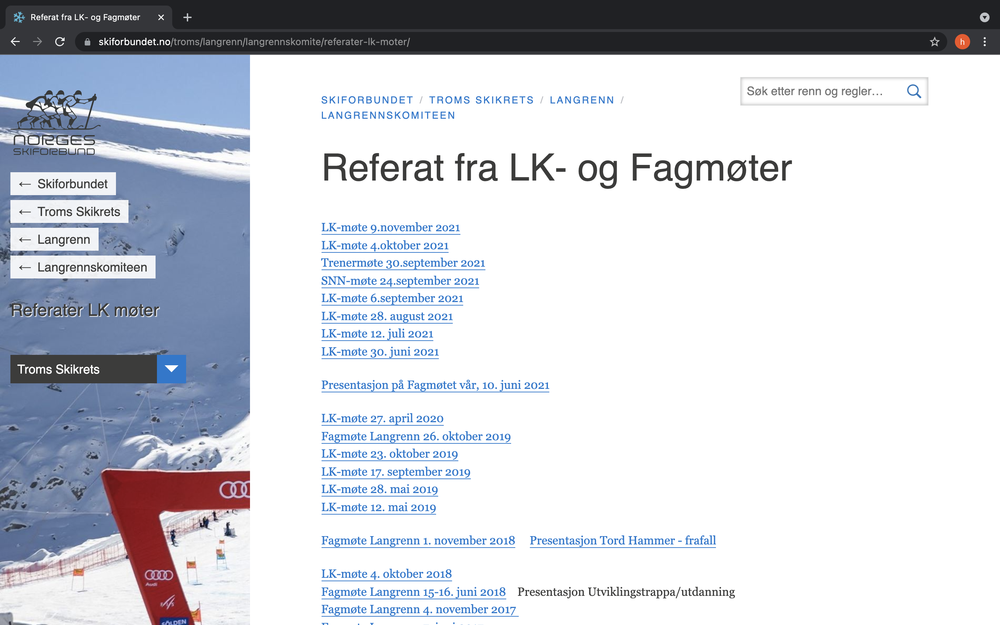 Referat fra LK- og Fagmøter
skiforbundet.no/troms/langrenn/langrennskomite/referater-lk-moter/
h
NORGES
SKIFORBUND
← Skiforbundet
← Troms Skikrets
← Langrenn
← Langrennskomiteen
Referater LK møter
Troms Skikrets
Audi
FIS
SÖLDEN
SKIFORBUNDET / TROMS SKIKRETS / LANGRENN /
LANGRENNSKOMITEEN
Søk etter renn og regler...
Referat fra LK- og Fagmøter
LK-møte 9.november 2021
LK-møte 4.oktober 2021
Trenermøte 30.september 2021
SNN-møte 24.september 2021
LK-møte 6.september 2021
LK-møte 28. august 2021
LK-møte 12. juli 2021
LK-møte 30. juni 2021
Presentasjon på Fagmøtet vår, 10. juni 2021
LK-møte 27. april 2020
Fagmøte Langrenn 26. oktober 2019
LK-møte 23. oktober 2019
LK-møte 17. september 2019
LK-møte 28. mai 2019
LK-møte 12. mai 2019
Fagmøte Langrenn 1. november 2018 Presentasjon Tord Hammer - frafall
LK-møte 4. oktober 2018
Fagmøte Langrenn 15-16. juni 2018 Presentasjon Utviklingstrappa/utdanning
Fagmøte Langrenn 4. november 2017